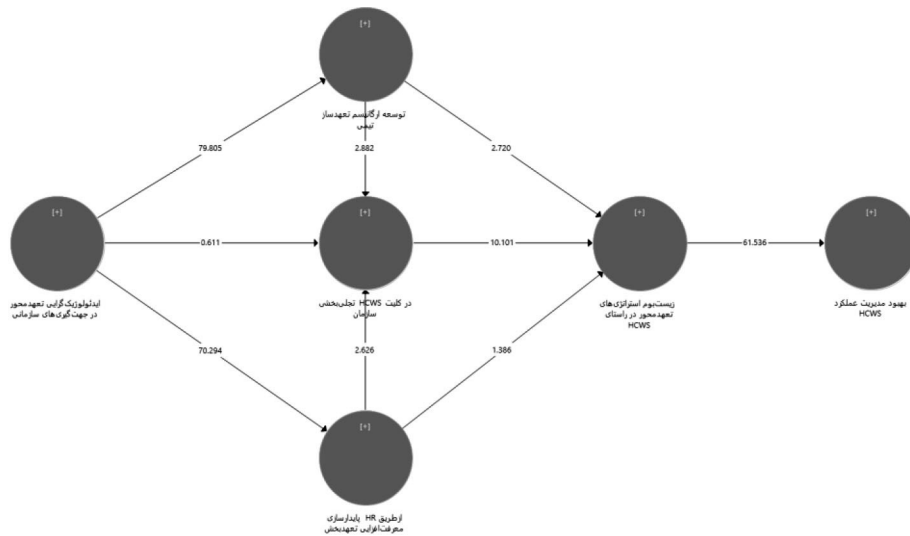 [+]
توسعه ارگانیسم تعهدساز
تیمی
79.805
2.882
2.720
[+]
ایدئولوژیک‌گرایی تعهدمحور
در جهت‌گیری‌های سازمانی
0.611
[+]
در کلیت HCWS تجلی‌بخشی
سازمان
10.101
[+]
زیست‌بوم استراتژی‌های
تعهدمحور در راستای
HCWS
61.536
[+]
بهبود مدیریت عملکرد
HCWS
70.294
2.626
1.386
[+]
ازطریق HR پایدارسازی
معرفت‌افزایی تعهدبخش